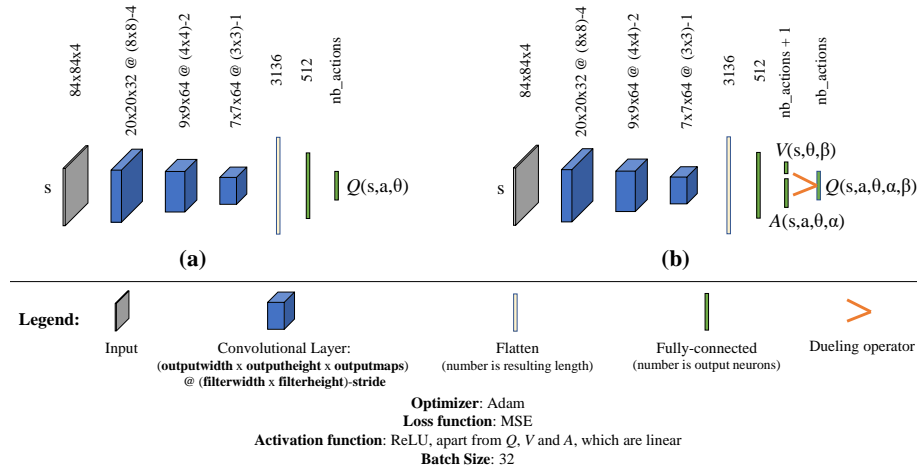 84x84x4
20x20x32 @ (8x8)-4
9x9x64 @ (4x4)-2
7x7x64 @ (3x3)-1
3136
512
nb_actions
s
Q(s,a,θ)
(a)
84x84x4
20x20x32 @ (8x8)-4
9x9x64 @ (4x4)-2
7x7x64 @ (3x3)-1
3136
512
nb_actions + 1
nb_actions
s
V(s,θ,β)
Q(s,a,θ,α,β)
A(s,a,θ,α)
(b)
Legend:
Input
Convolutional Layer:
(outputwidth x outputheight x outputmaps)
@ (filterwidth x filterheight)-stride
Flatten
(number is resulting length)
Fully-connected
(number is output neurons)
Dueling operator
Optimizer: Adam
Loss function: MSE
Activation function: ReLU, apart from Q, V and A, which are linear
Batch Size: 32